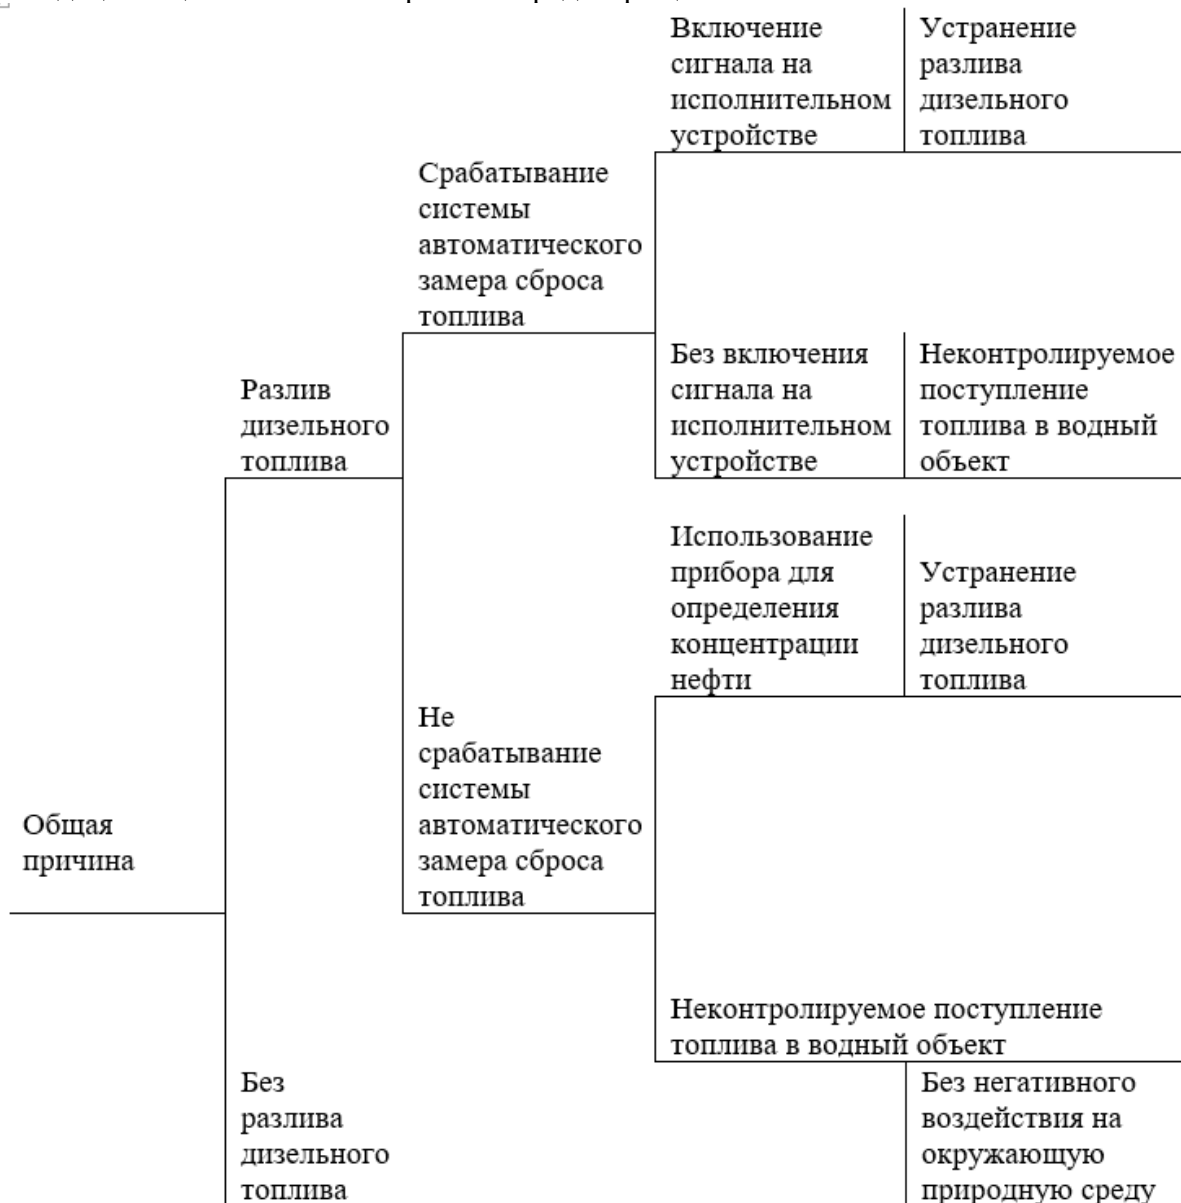 Включение
сигнала на
исполнительном
устройстве
Устранение
разлива
дизельного
топлива
Срабатывание
системы
автоматического
замера сброса
топлива
Без включения
сигнала на
исполнительном
устройстве
Неконтролируемое
поступление
топлива в водный
объект
Разлив
дизельного
топлива
Использование
прибора для
определения
концентрации
нефти
Устранение
разлива
дизельного
топлива
Не
срабатывание
системы
автоматического
замера сброса
топлива
Общая
причина
Неконтролируемое поступление
топлива в водный объект
Без
разлива
дизельного
топлива
Без негативного
воздействия на
окружающую
природную среду